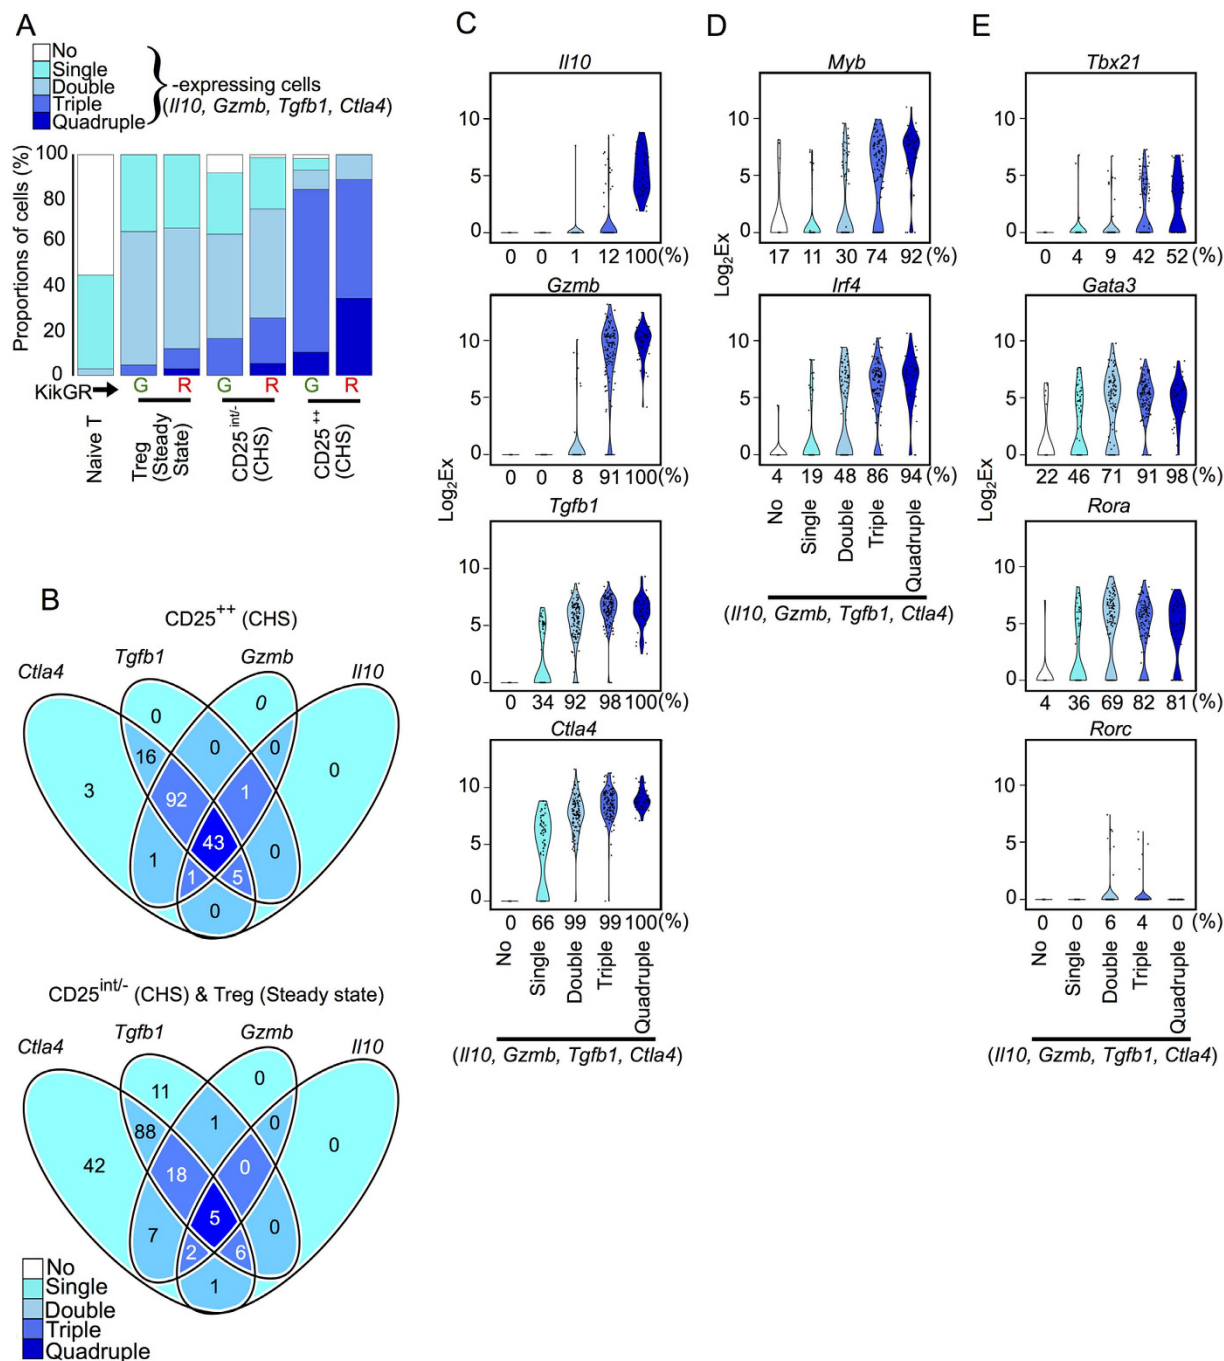 A
No
Single
Double
Triple
Quadruple
-expressing cells
(Il10, Gzmb, Tgfb1, Ctla4)
Proportions of cells (%)
100
80
60
40
20
0
KikGR
G R G R G R
Naive T
Treg (Steady State)
CD25int/- (CHS)
CD25++ (CHS)
B
CD25++ (CHS)
Ctla4 Tgfb1 Gzmb Il10
0 0
16 0 0
3 92 1 0
43
1 1 5 0
0
CD25int/- (CHS) & Treg (Steady state)
Ctla4 Tgfb1 Gzmb Il10
11 0
88 1 0
42 18 0 0
5
7 2 6 0
1
No
Single
Double
Triple
Quadruple
C
Log2Ex
Il10
10
5
0
0 0 1 12 100(%)
Gzmb
10
5
0
0 0 8 91 100(%)
Tgfb1
10
5
0
0 34 92 98 100(%)
Ctla4
10
5
0
0 66 99 99 100(%)
No Single Double Triple Quadruple
(Il10, Gzmb, Tgfb1, Ctla4)
D
Log2Ex
Myb
10
5
0
17 11 30 74 92(%)
Irf4
10
5
0
4 19 48 86 94(%)
No Single Double Triple Quadruple
(Il10, Gzmb, Tgfb1, Ctla4)
E
Log2Ex
Tbx21
10
5
0
0 4 9 42 52(%)
Gata3
10
5
0
22 46 71 91 98(%)
Rora
10
5
0
4 36 69 82 81(%)
Rorc
10
5
0
0 0 6 4 0(%)
No Single Double Triple Quadruple
(Il10, Gzmb, Tgfb1, Ctla4)